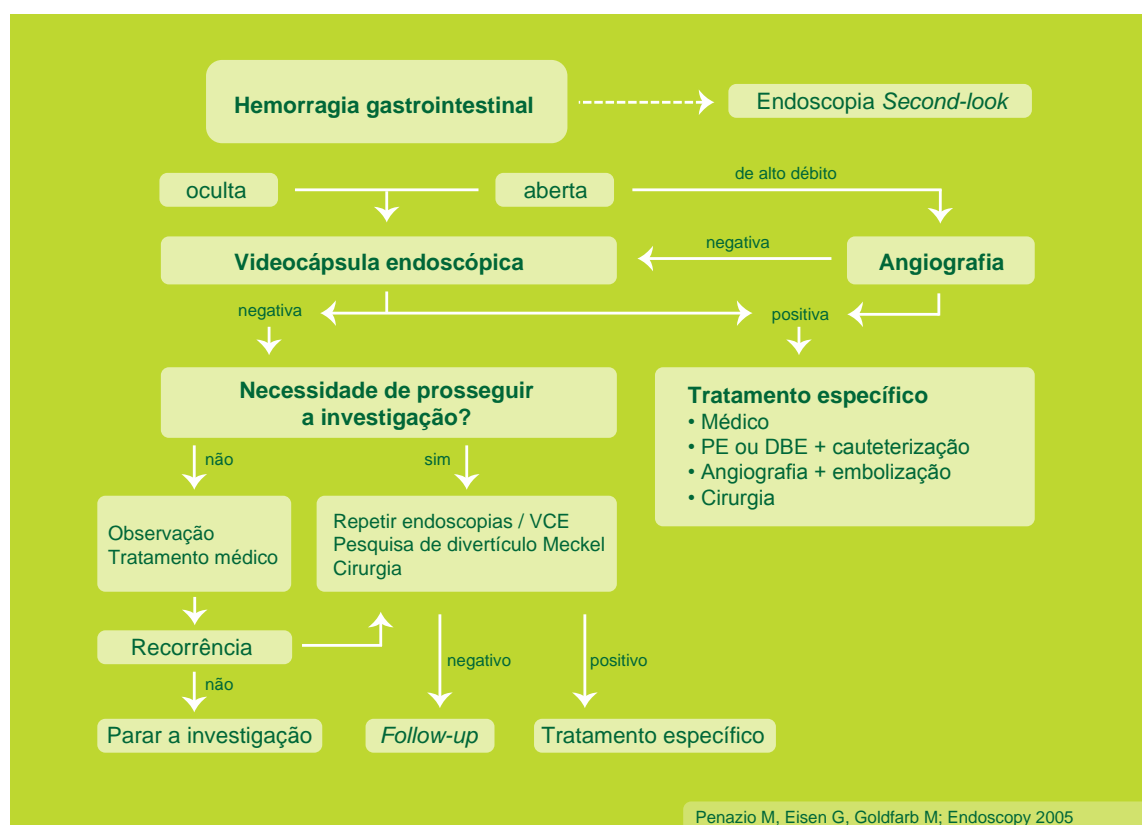 Hemorragia gastrointestinal
Endoscopia Second-look
oculta
aberta
de alto débito
Videocápsula endoscópica
negativa
Angiografia
negativa
positiva
Necessidade de prosseguir
a investigação?
Tratamento específico
• Médico
• PE ou DBE + cauteterização
• Angiografia + embolização
• Cirurgia
não
sim
Observação
Tratamento médico
Repetir endoscopias / VCE
Pesquisa de divertículo Meckel
Cirurgia
Recorrência
negativo
positivo
não
Parar a investigação
Follow-up
Tratamento específico
Penazio M, Eisen G, Goldfarb M; Endoscopy 2005